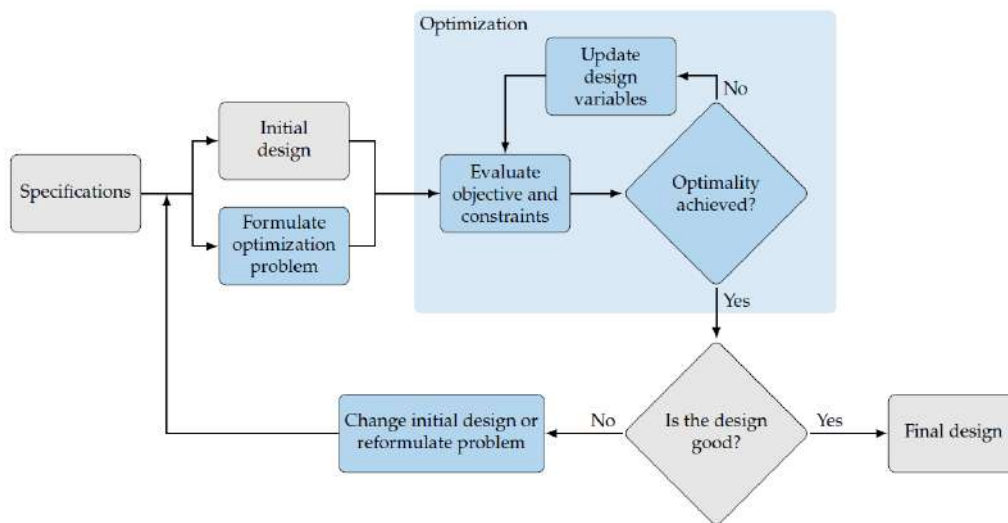 Optimization
Update
design
variables
No
Initial
design
Specifications
Evaluate
objective and
constraints
Optimality
achieved?
Formulate
optimization
problem
Yes
Change initial design or
reformulate problem
No
Is the design
good?
Yes
Final design